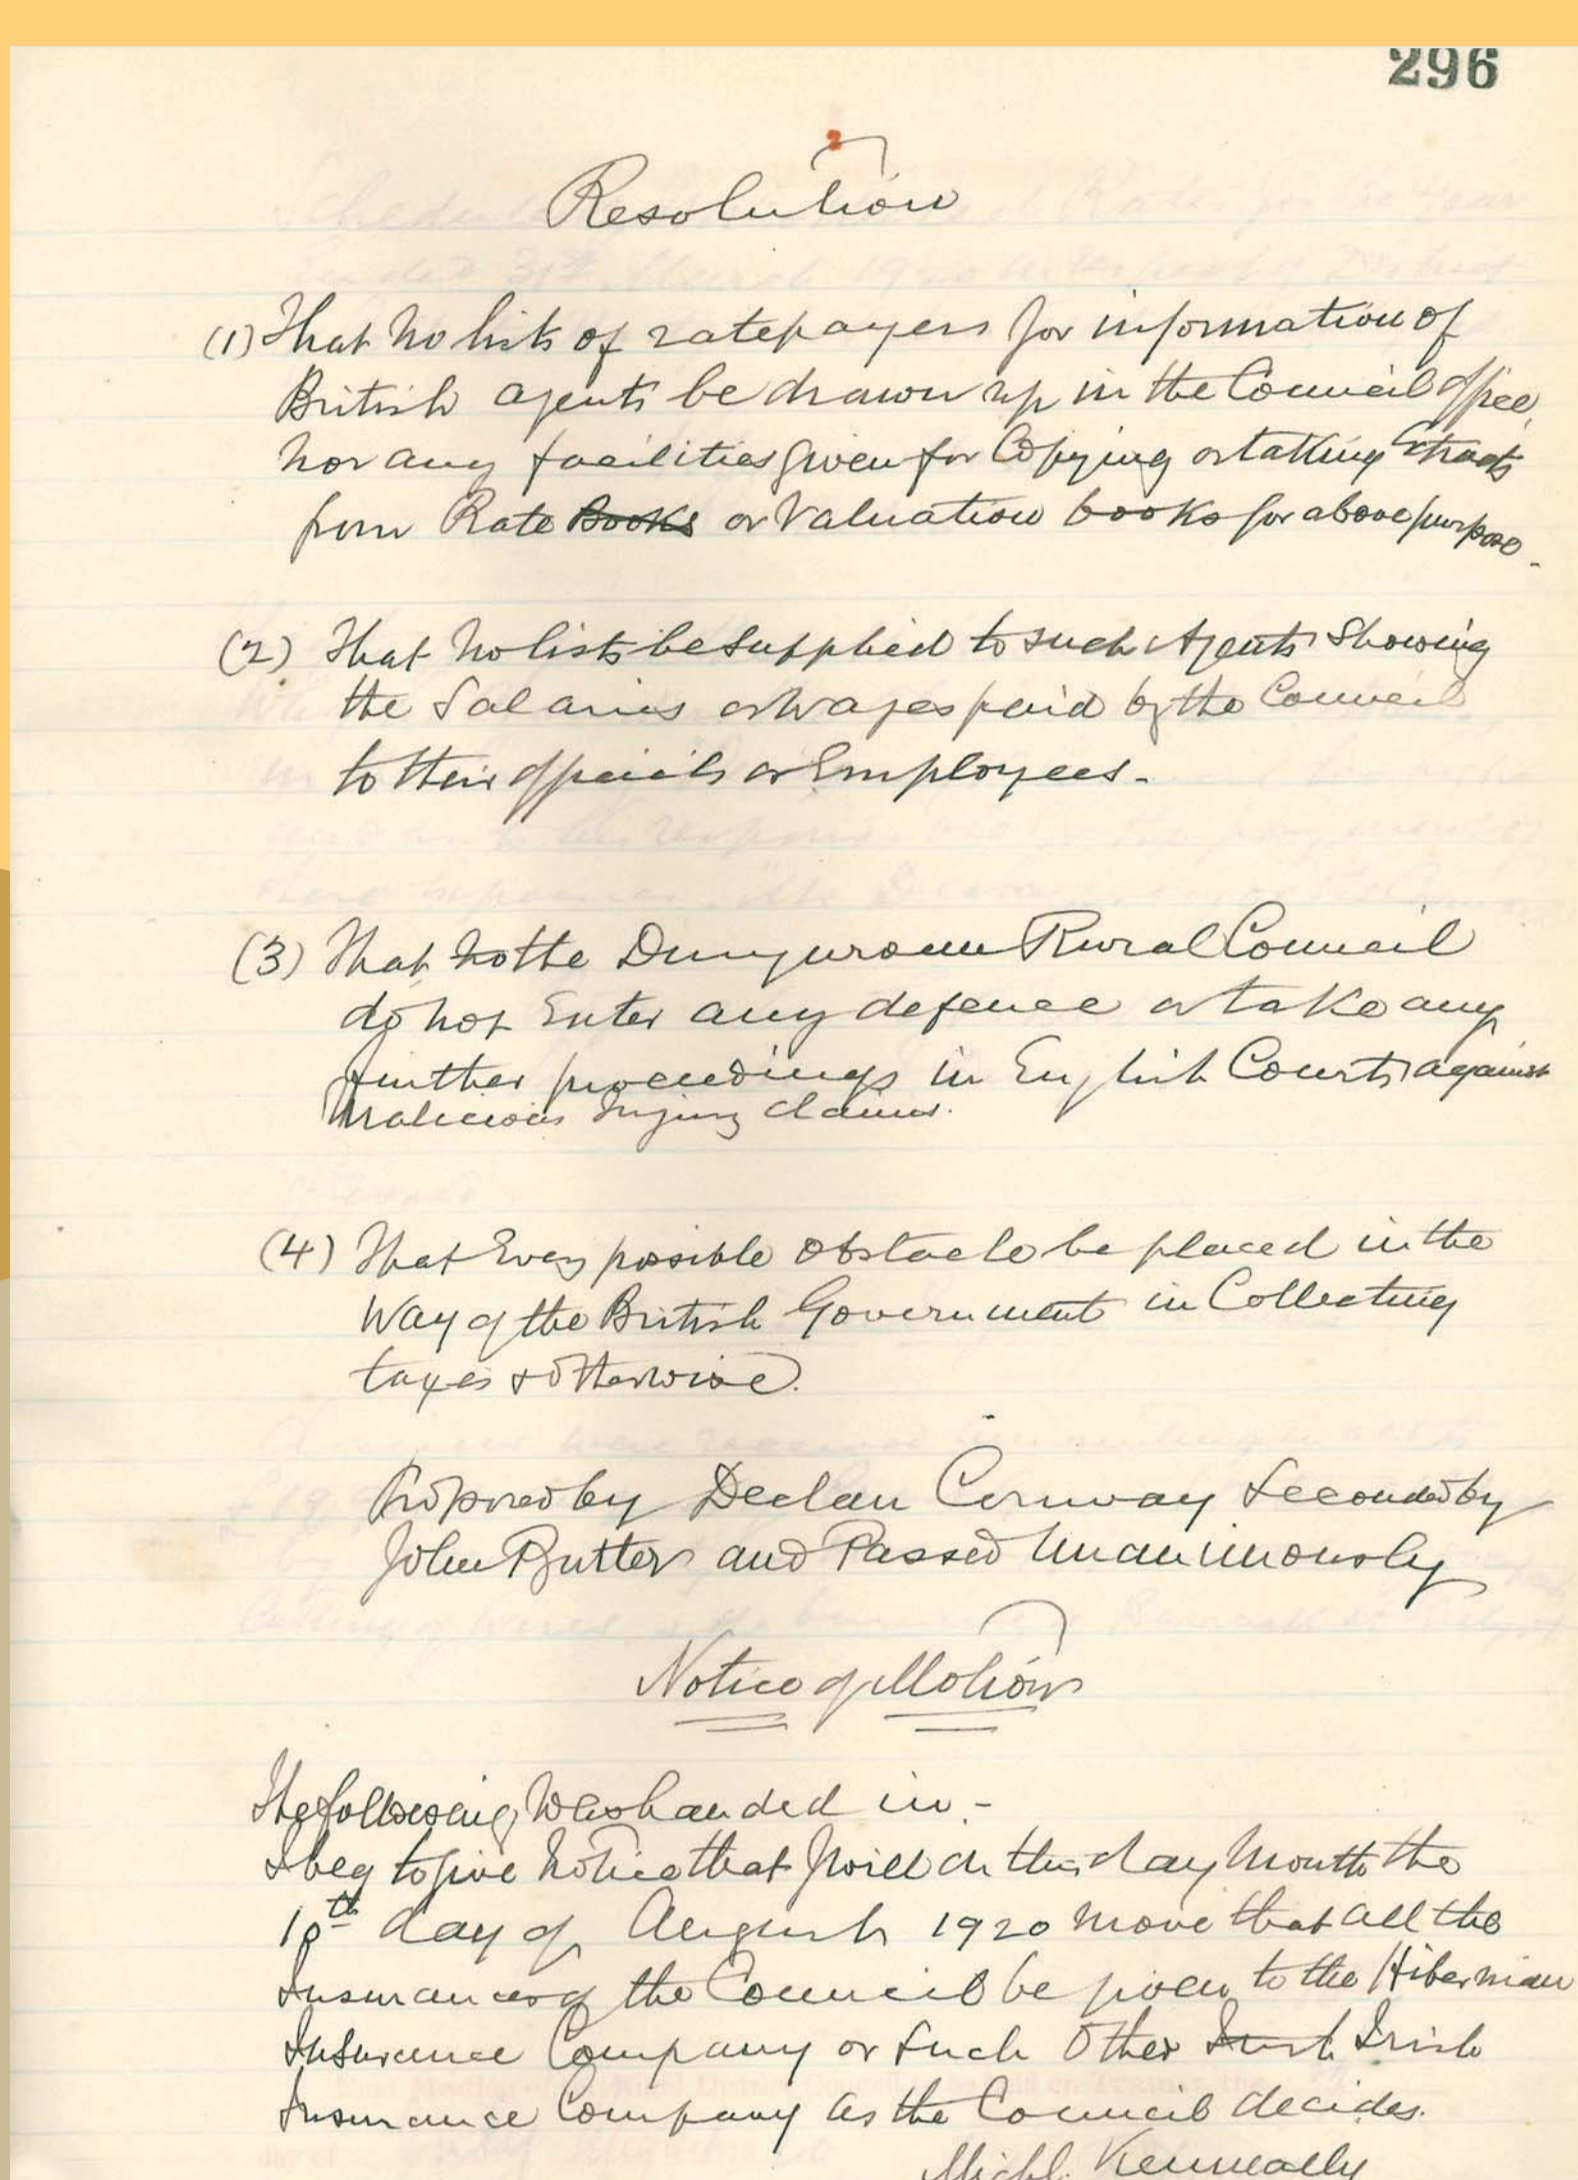 296
Resolution
(1) That no lists of ratepayers for information of
British agents be drawn up in the Council Office,
nor any facilities given for Copying or taking Extracts
from Rate Books or Valuation books for above purpose.
(2) That no lists be supplied to such Agents showing
the Salaries or wages paid by the Council
to their officials or Employees.
(3) That the Dungarvan Rural Council
do not Enter any defence or take any
further proceedings in English Courts against
Malicious Injury Claims.
(4) That Every possible obstacle be placed in the
way of the British Government in Collecting
taxes & otherwise.
Proposed by Declan Conway Seconded by
John Butler and Passed Unanimously
Notice of Motion
The following was handed in -
I beg to give notice that I will on this day month the
10th day of August 1920 move that all the
Insurances of the Council be given to the Hibernian
Insurance Company or such other Irish Irish
Insurance Company as the Council decides.
Michl. Kenneally